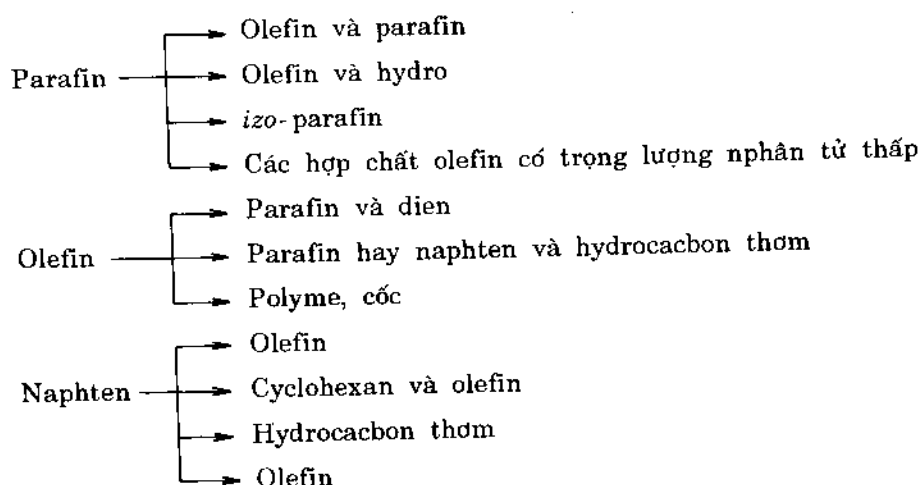 Olefin và parafin
Parafin
Olefin và hydro
izo-parafin
Các hợp chất olefin có trọng lượng nphân tử thấp
Parafin và dien
Olefin
Parafin hay naphten và hydrocacbon thơm
Polyme, cốc
Olefin
Naphten
Cyclohexan và olefin
Hydrocacbon thơm
Olefin